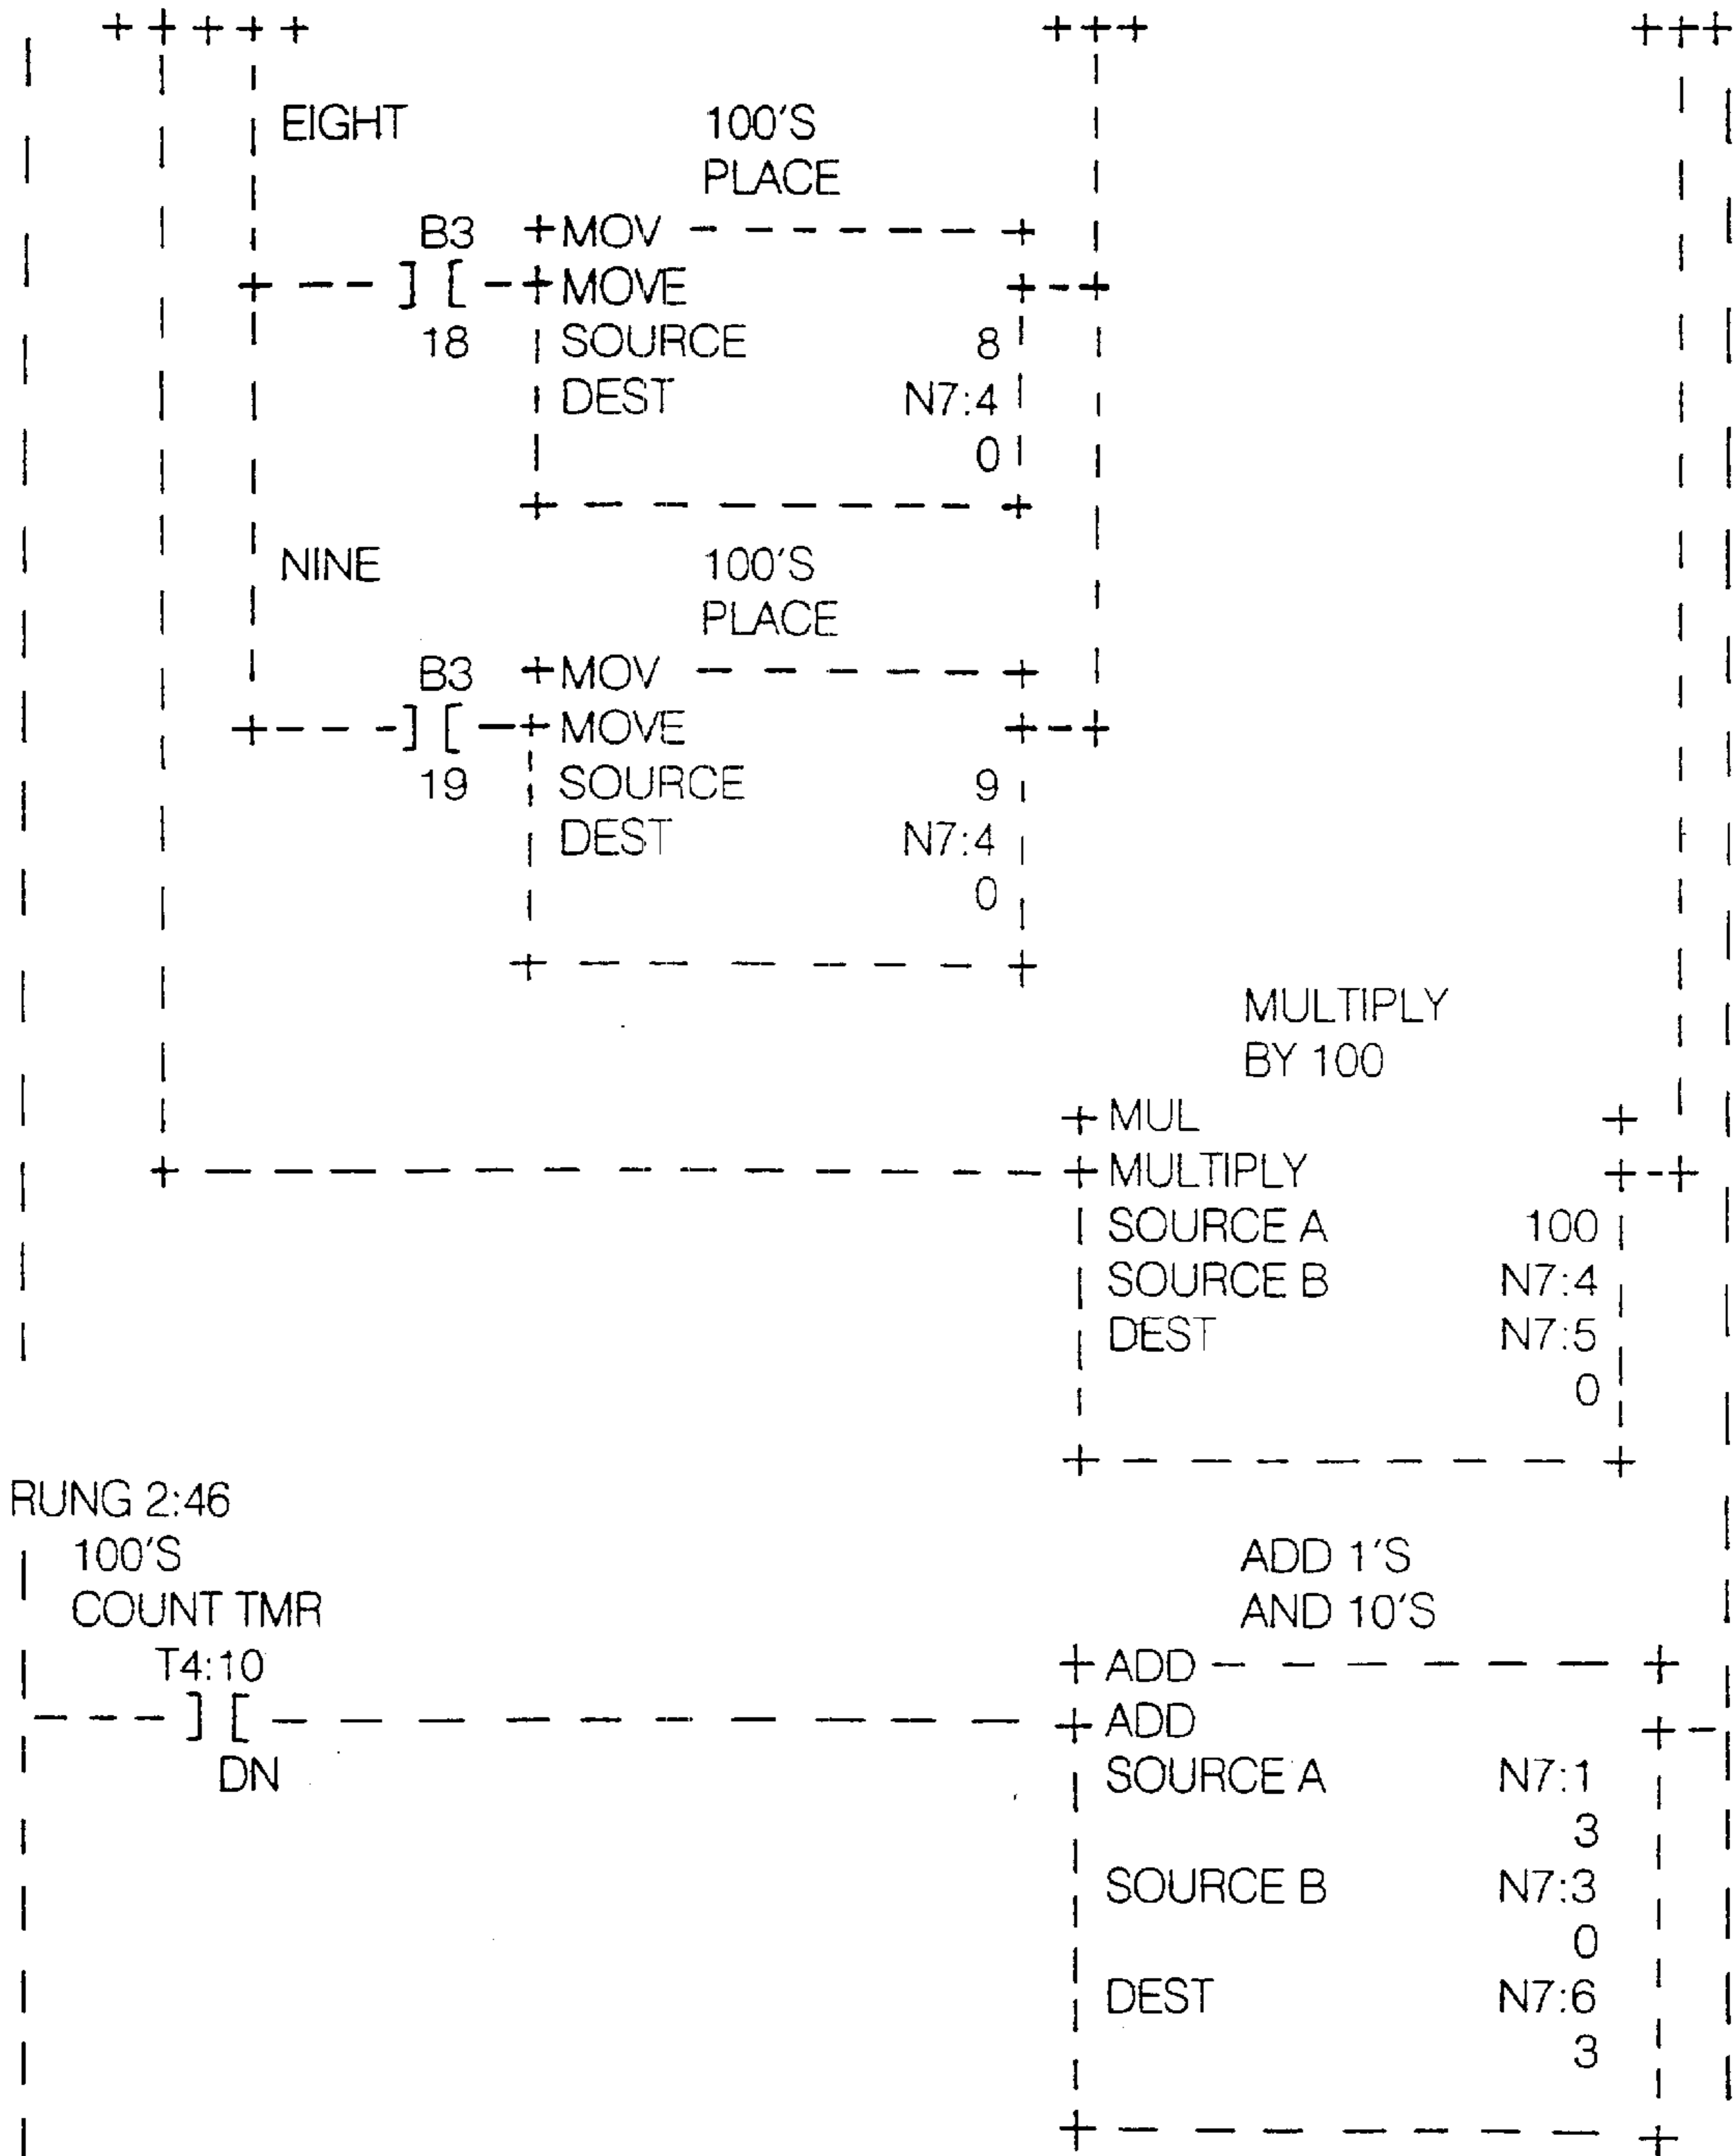 EIGHT 100'S
PLACE
B3 MOV
] [ MOVE
18 SOURCE 8
DEST N7:4
0
NINE 100'S
PLACE
B3 MOV
] [ MOVE
19 SOURCE 9
DEST N7:4
0
MULTIPLY
BY 100
MUL
MULTIPLY
SOURCE A 100
SOURCE B N7:4
DEST N7:5
0
RUNG 2:46
100'S ADD 1'S
COUNT TMR AND 10'S
T4:10 ADD
] [ ADD
DN SOURCE A N7:1
3
SOURCE B N7:3
0
DEST N7:6
3